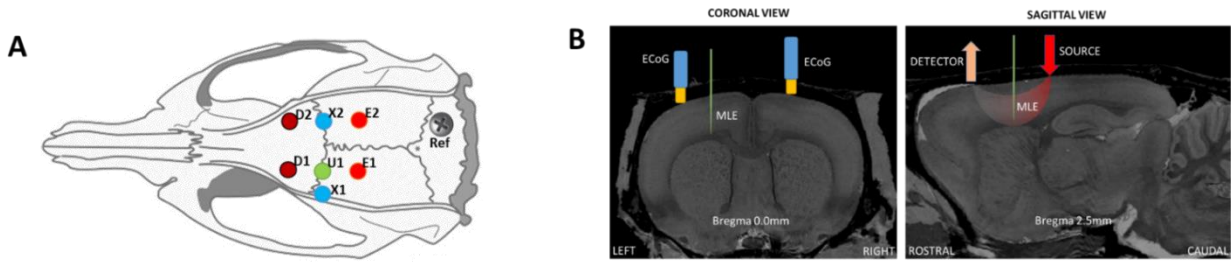 A
D2
X2
E2
Ref
D1
U1
E1
X1
B
CORONAL VIEW
ECoG
ECoG
MLE
Bregma 0.0mm
LEFT
RIGHT
SAGITTAL VIEW
DETECTOR
SOURCE
MLE
Bregma 2.5mm
ROSTRAL
CAUDAL